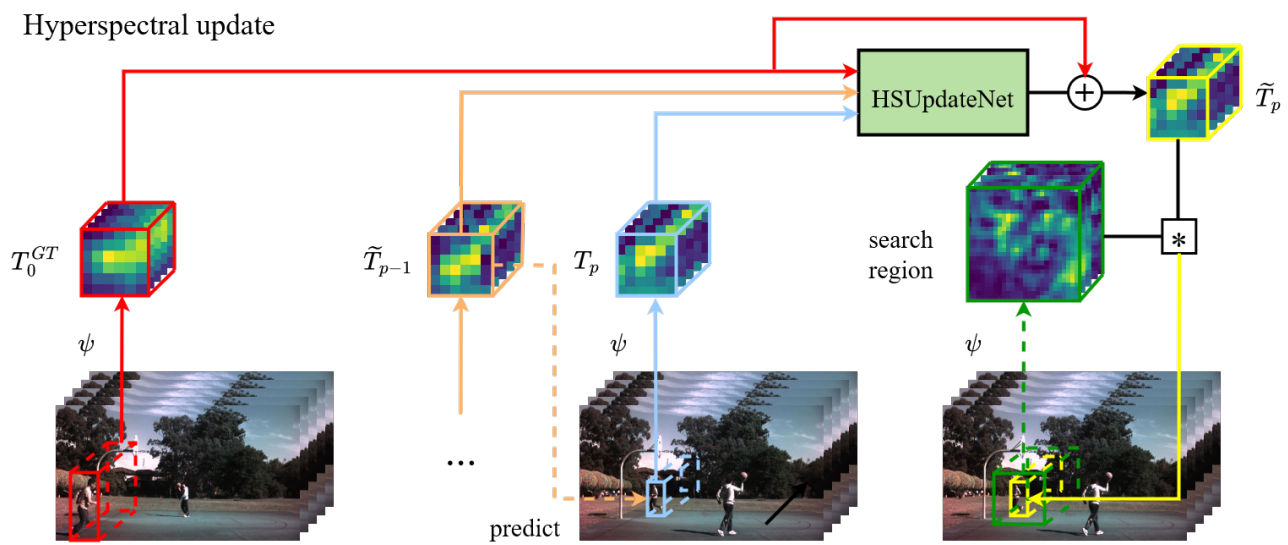 Hyperspectral update
HSUpdateNet
+
T̃ₚ
T₀ᴳᵀ
T̃ₚ₋₁
Tₚ
search
region
*
ψ
ψ
ψ
...
predict